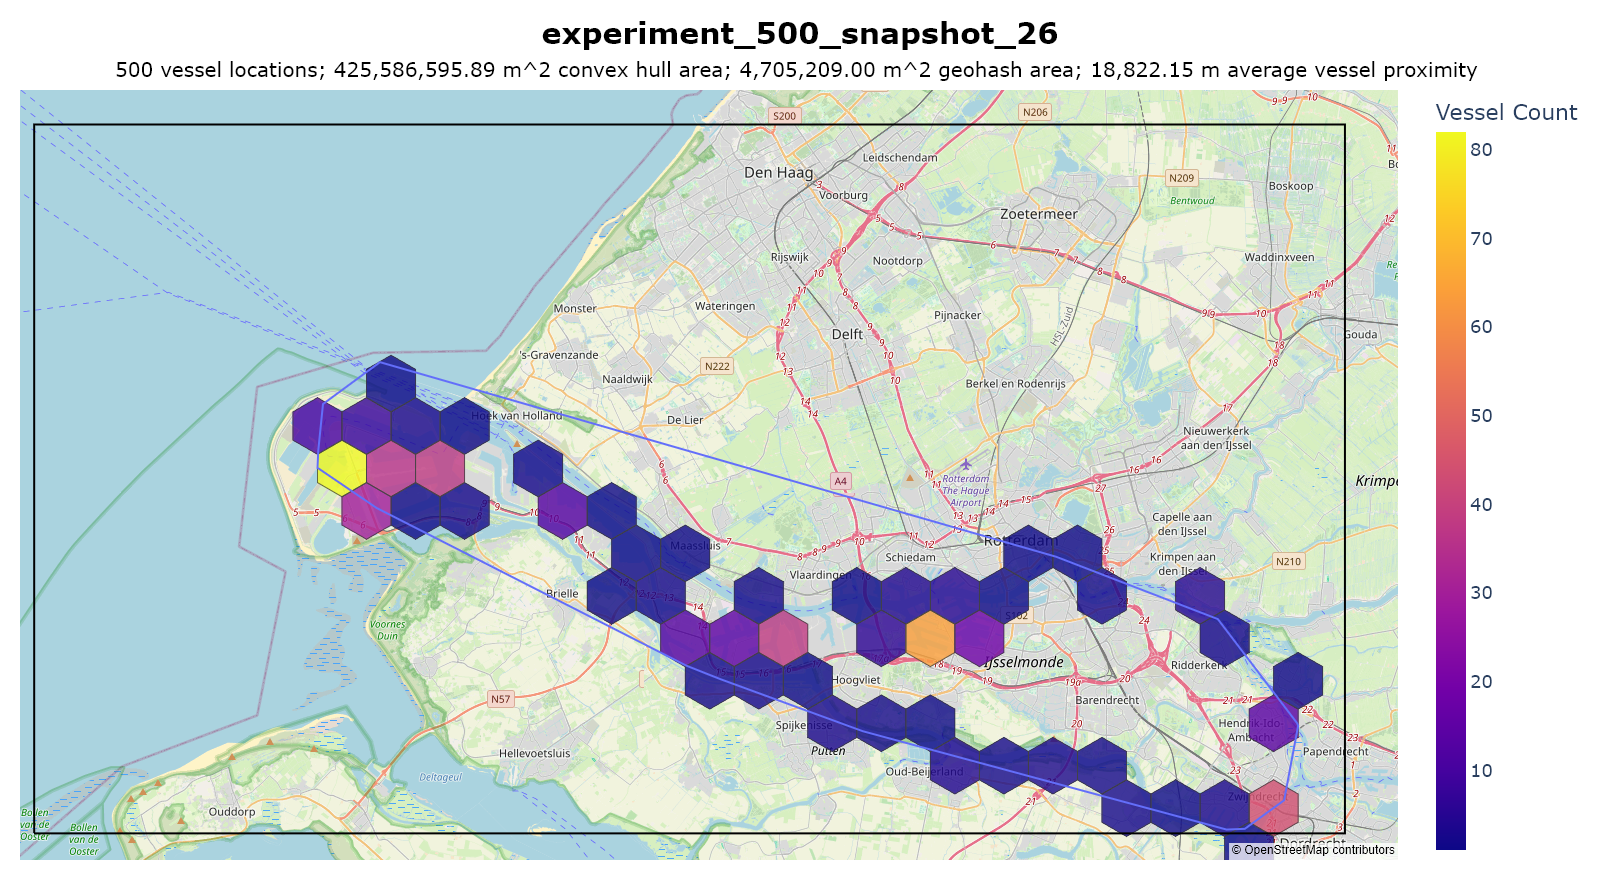 experiment_500_snapshot_26
500 vessel locations; 425,586,595.89 m^2 convex hull area; 4,705,209.00 m^2 geohash area; 18,822.15 m average vessel proximity
Vessel Count
80
70
60
50
40
30
20
10
S200
N206
Leidschendam
Den Haag
N209
Boskoop
Voorburg
Bentwoud
Zoetermeer
Rijswijk
Nootdorp
Waddinxveen
Monster
Wateringen
Pijnacker
HSL-Zuid
Delft
Gouda
's-Gravenzande
N222
Naaldwijk
Berkel en Rodenrijs
Hoek van Holland
De Lier
Nieuwerkerk
aan den IJssel
A4
Rotterdam
The Hague
Airport
Capelle aan
den IJssel
Rotterdam
Maassluis
Schiedam
Krimpen aan
den IJssel
N210
Vlaardingen
Brielle
S102
Voornes
Duin
IJsselmonde
Ridderkerk
Hoogvliet
N57
Barendrecht
Spijkenisse
Hendrik-Ido-
Ambacht
Putten
Papendrecht
Hellevoetsluis
Oud-Beijerland
Deltageul
Zwijndrecht
Ouddorp
Bollen
van de
Ooster
Bollen
van de
Ooster
Dordrecht
© OpenStreetMap contributors